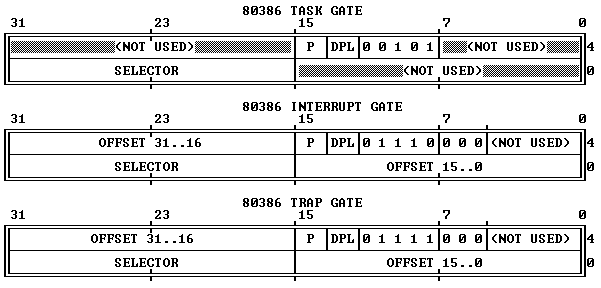 80386 TASK GATE
31 23 15 7 0
(NOT USED) P DPL 0 0 1 0 1 (NOT USED) 4
SELECTOR (NOT USED) 0
80386 INTERRUPT GATE
31 23 15 7 0
OFFSET 31..16 P DPL 0 1 1 1 0 0 0 0 (NOT USED) 4
SELECTOR OFFSET 15..0 0
80386 TRAP GATE
31 23 15 7 0
OFFSET 31..16 P DPL 0 1 1 1 1 0 0 0 (NOT USED) 4
SELECTOR OFFSET 15..0 0